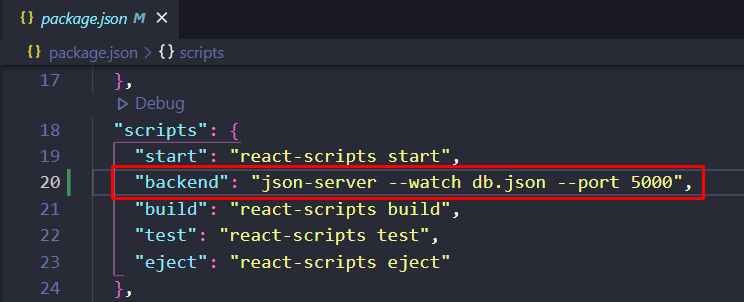 {} package.json M ×
{} package.json > {} scripts
17 },
Debug
18 "scripts": {
19 "start": "react-scripts start",
20 "backend": "json-server --watch db.json --port 5000",
21 "build": "react-scripts build",
22 "test": "react-scripts test",
23 "eject": "react-scripts eject"
24 },